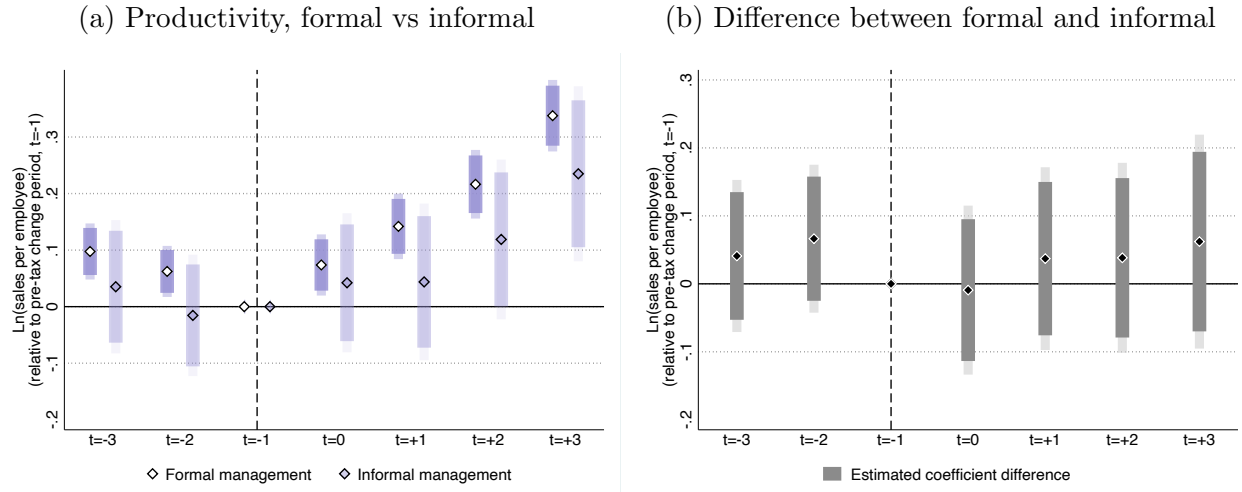 (a) Productivity, formal vs informal
Ln(sales per employee)
(relative to pre-tax change period, t=-1)
.3
.2
.1
0
-.1
-.2
t=-3 t=-2 t=-1 t=0 t=+1 t=+2 t=+3
Formal management Informal management
(b) Difference between formal and informal
Ln(sales per employee)
(relative to pre-tax change period, t=-1)
.3
.2
.1
0
-.1
-.2
t=-3 t=-2 t=-1 t=0 t=+1 t=+2 t=+3
Estimated coefficient difference